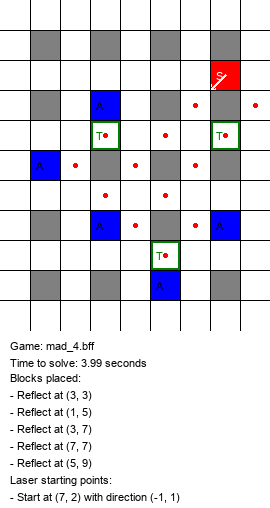 S
A
T T
A
A A
T
A
Game: mad_4.bff
Time to solve: 3.99 seconds
Blocks placed:
- Reflect at (3, 3)
- Reflect at (1, 5)
- Reflect at (3, 7)
- Reflect at (7, 7)
- Reflect at (5, 9)
Laser starting points:
- Start at (7, 2) with direction (-1, 1)